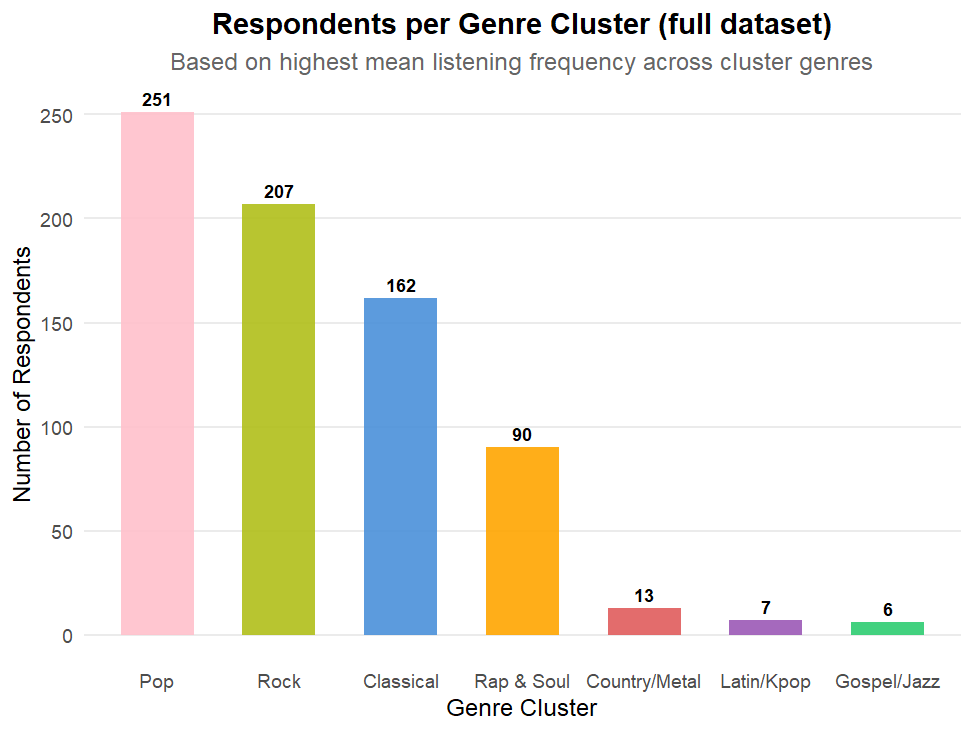 Respondents per Genre Cluster (full dataset)
Based on highest mean listening frequency across cluster genres
Number of Respondents
250
200
150
100
50
0
251
207
162
90
13
7
6
Pop
Rock
Classical
Rap & Soul
Country/Metal
Latin/Kpop
Gospel/Jazz
Genre Cluster